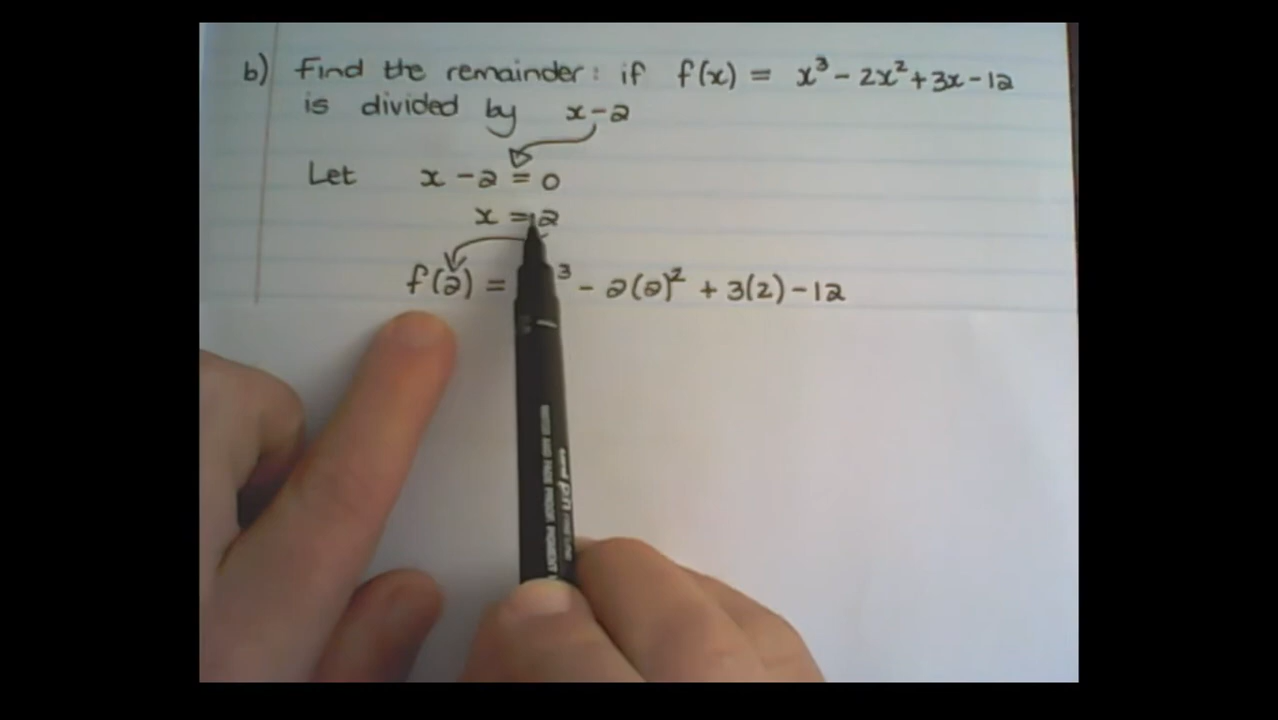 b) Find the remainder: if f(x) = x³ - 2x² + 3x - 12
is divided by x - 2
Let x - 2 = 0
x = 2
f(2) = ³ - 2(2)² + 3(2) - 12